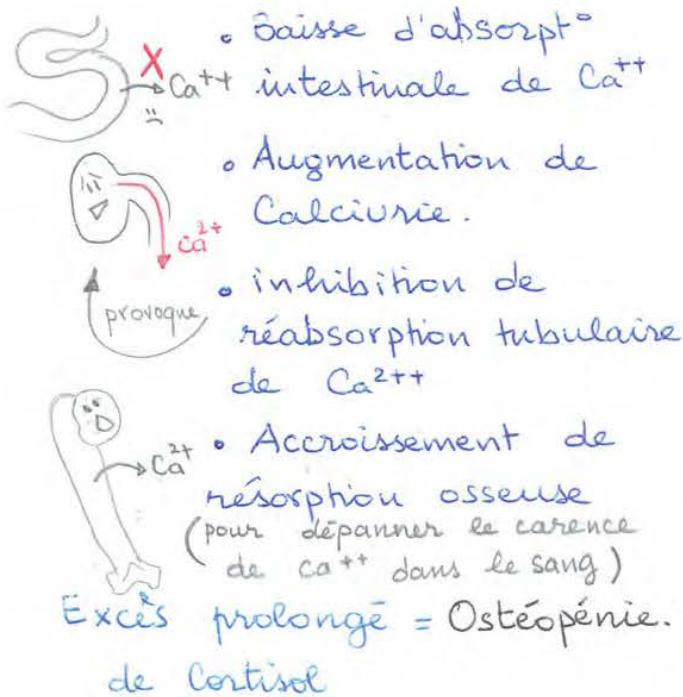 • Baisse d'absorpt°
X
Ca++ intestinale de Ca++
• Augmentation de
Calciurie.
Ca2+
• inhibition de
provoque
réabsorption tubulaire
de Ca2++
Ca2+ • Accroissement de
résorption osseuse
(pour dépanner le carence
de ca++ dans le sang)
Excès prolongé = Ostéopénie.
de Cortisol